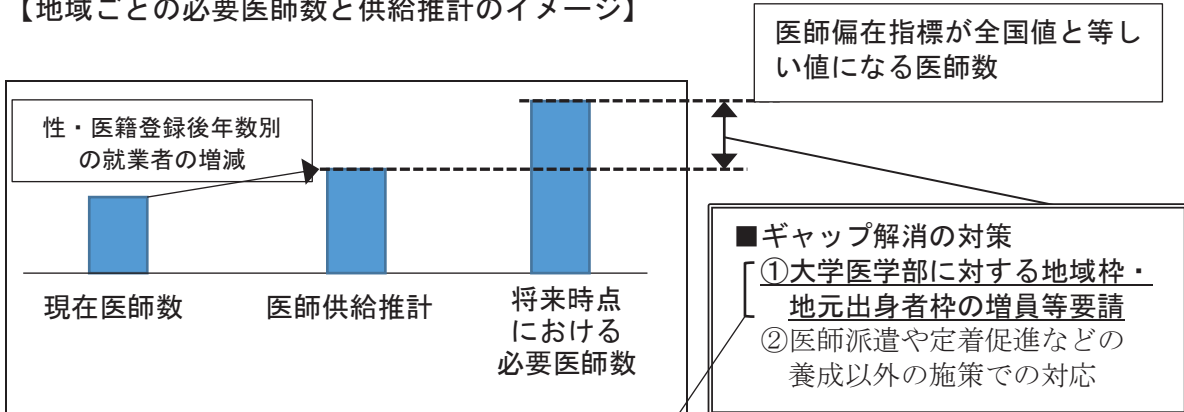 【地域ごとの必要医師数と供給推計のイメージ】
医師偏在指標が全国値と等し
い値になる医師数
性・医籍登録後年数別
の就業者の増減
現在医師数
医師供給推計
将来時点
における
必要医師数
■ギャップ解消の対策
①大学医学部に対する地域枠・
地元出身者枠の増員等要請
②医師派遣や定着促進などの
養成以外の施策での対応